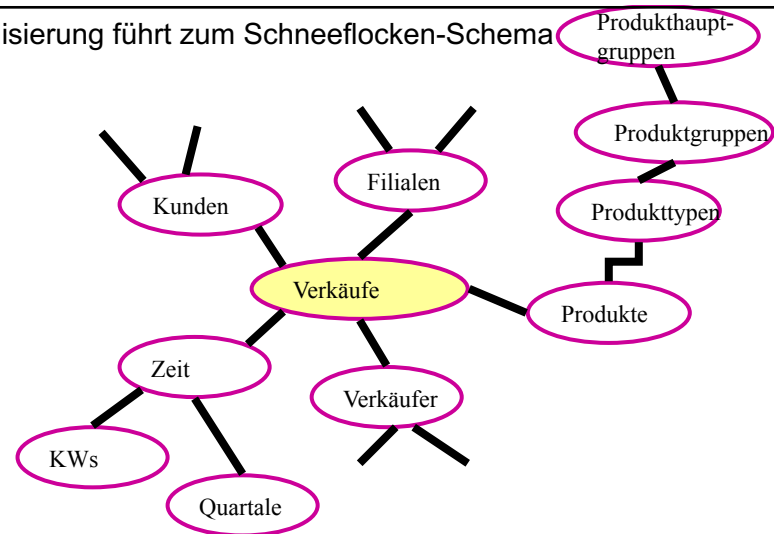 isierung führt zum Schneeflocken-Schema
Produkthaupt-
gruppen
Produktgruppen
Filialen
Kunden
Produkttypen
Verkäufe
Produkte
Zeit
Verkäufer
KWs
Quartale